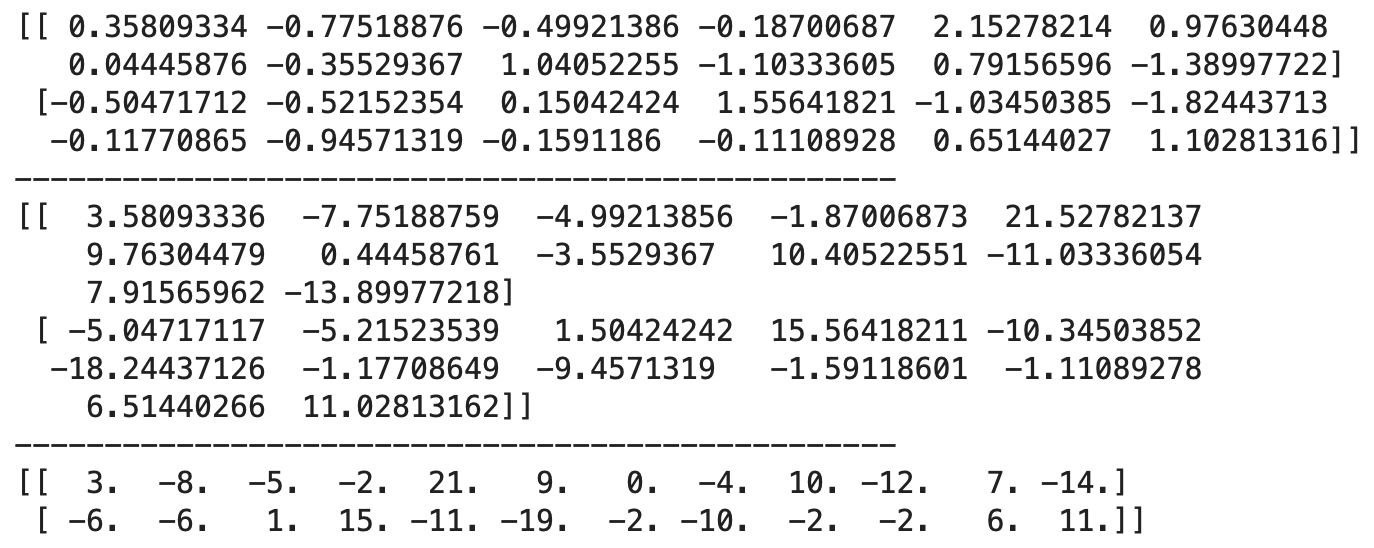 [[ 0.35809334 -0.77518876 -0.49921386 -0.18700687  2.15278214  0.97630448
   0.04445876 -0.35529367  1.04052255 -1.10333605  0.79156596 -1.38997722]
 [-0.50471712 -0.52152354  0.15042424  1.55641821 -1.03450385 -1.82443713
  -0.11770865 -0.94571319 -0.1591186  -0.11108928  0.65144027  1.10281316]]
-------------------------------------------------
[[  3.58093336  -7.75188759  -4.99213856  -1.87006873  21.52782137
    9.76304479   0.44458761  -3.5529367   10.40522551 -11.03336054
    7.91565962 -13.89977218]
 [ -5.04717117  -5.21523539   1.50424242  15.56418211 -10.34503852
  -18.24437126  -1.17708649  -9.4571319   -1.59118601  -1.11089278
    6.51440266  11.02813162]]
-------------------------------------------------
[[  3.  -8.  -5.  -2.  21.   9.   0.  -4.  10. -12.   7. -14.]
 [ -6.  -6.   1.  15. -11. -19.  -2. -10.  -2.  -2.   6.  11.]]